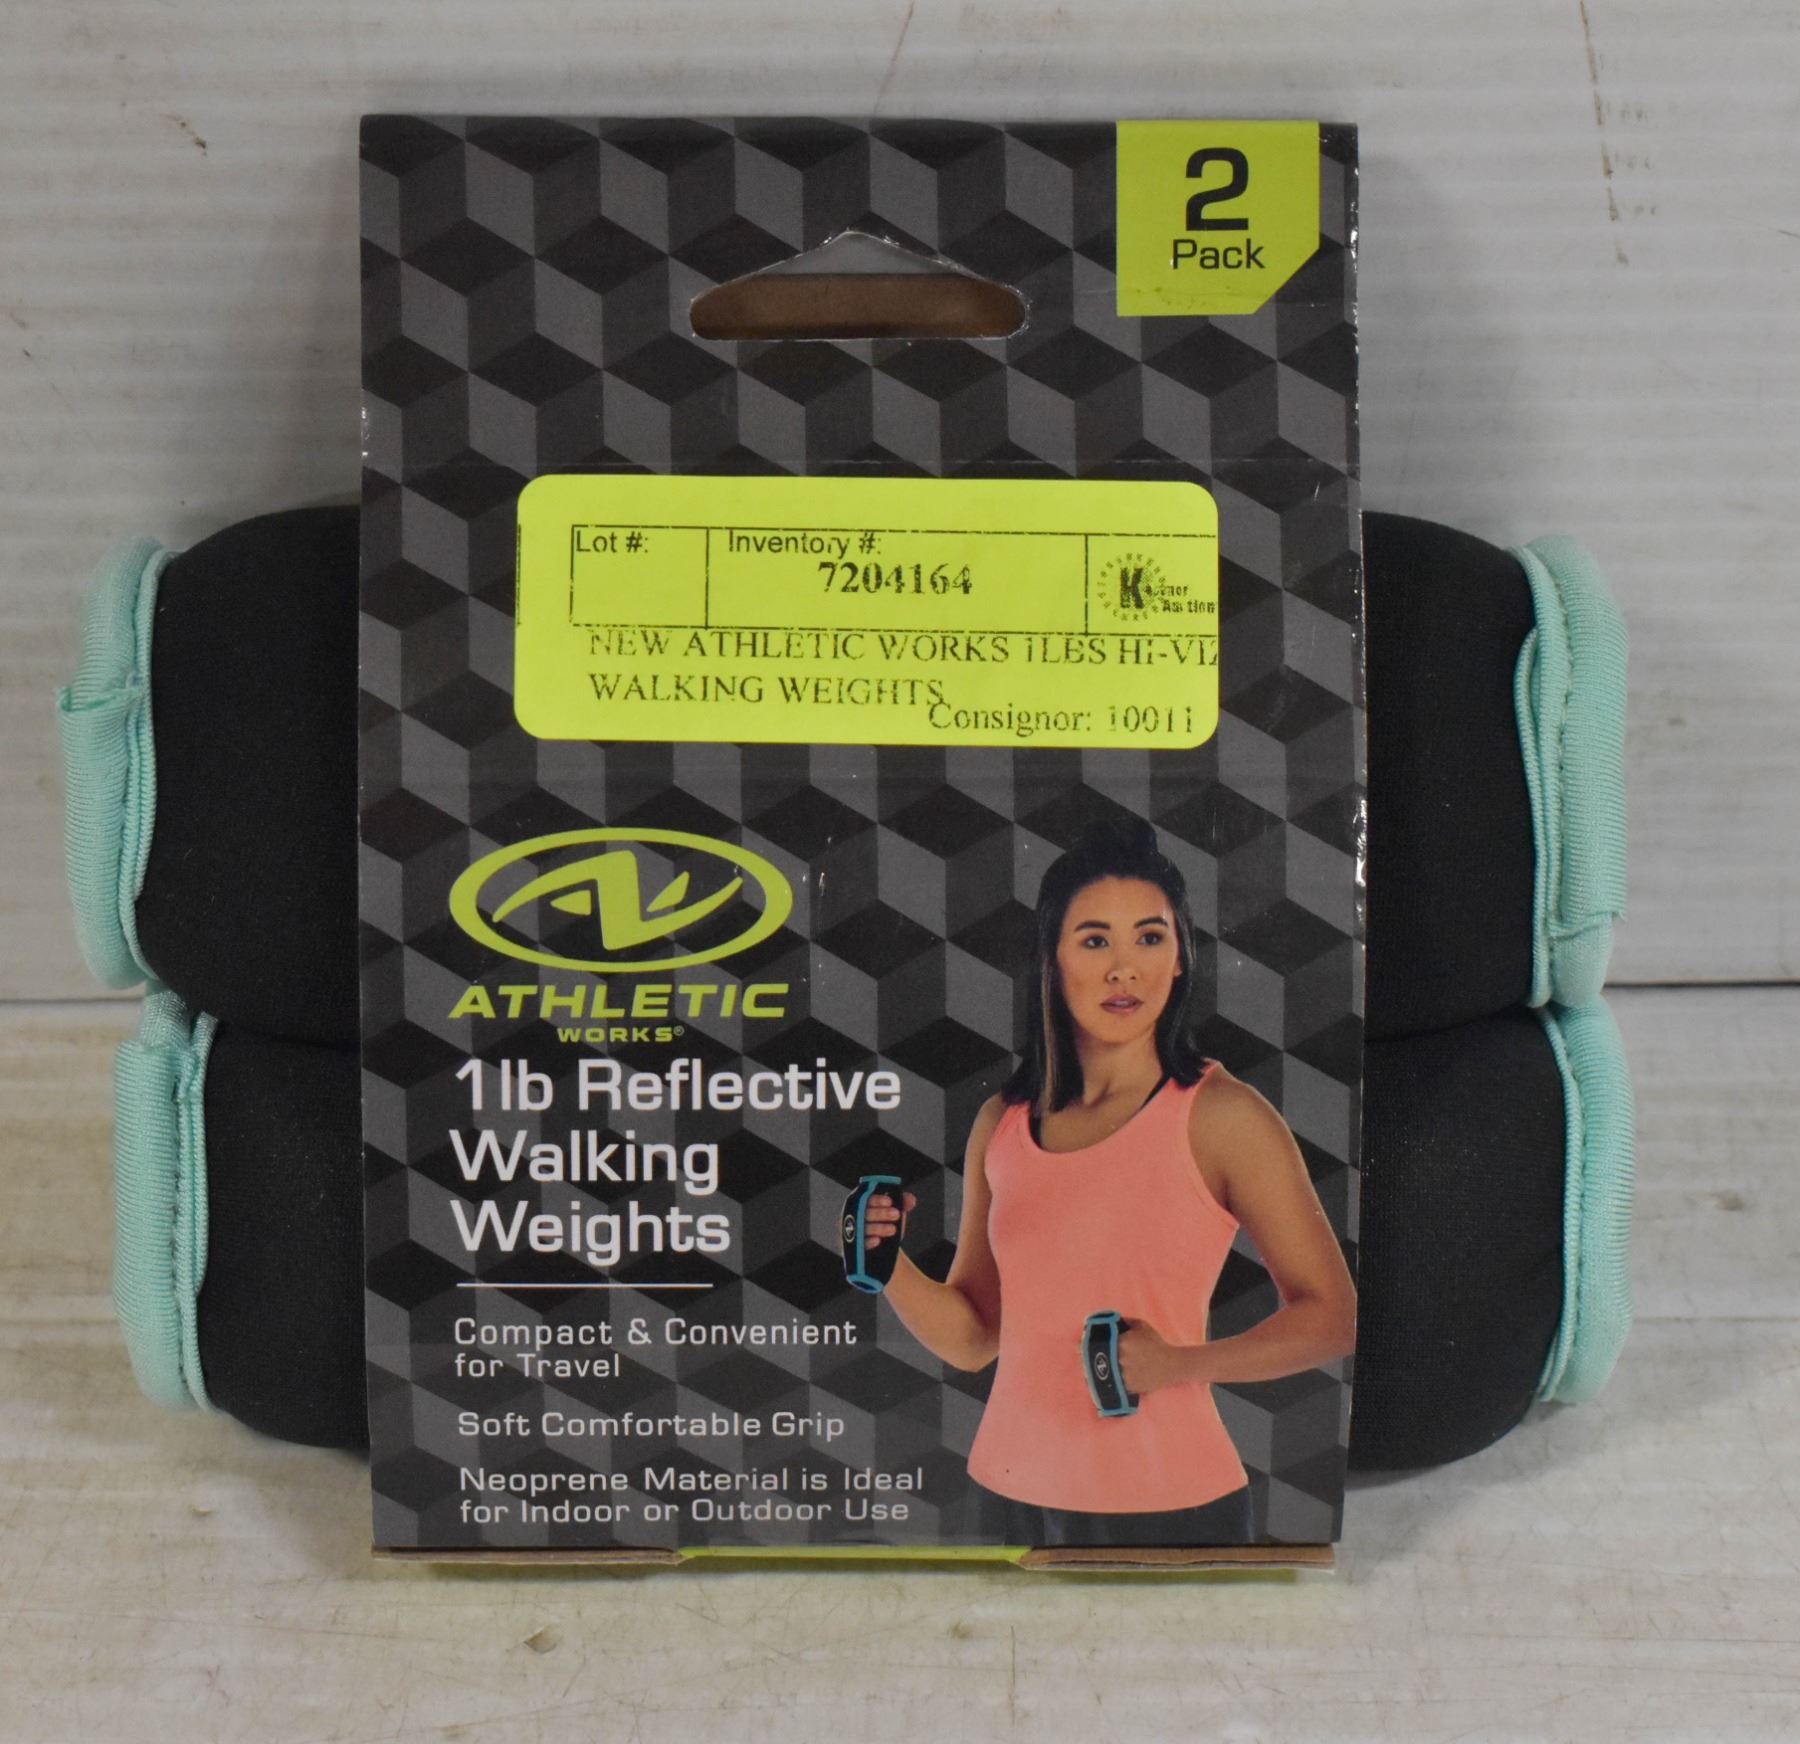 2
Pack
Lot #:
Inventory #:
7204164
K
Auction
NEW ATHLETIC WORKS 1LBS HI-VIZ
WALKING WEIGHTS
Consignor: 10011
ATHLETIC
WORKS®
1lb Reflective
Walking
Weights
Compact & Convenient
for Travel
Soft Comfortable Grip
Neoprene Material is Ideal
for Indoor or Outdoor Use